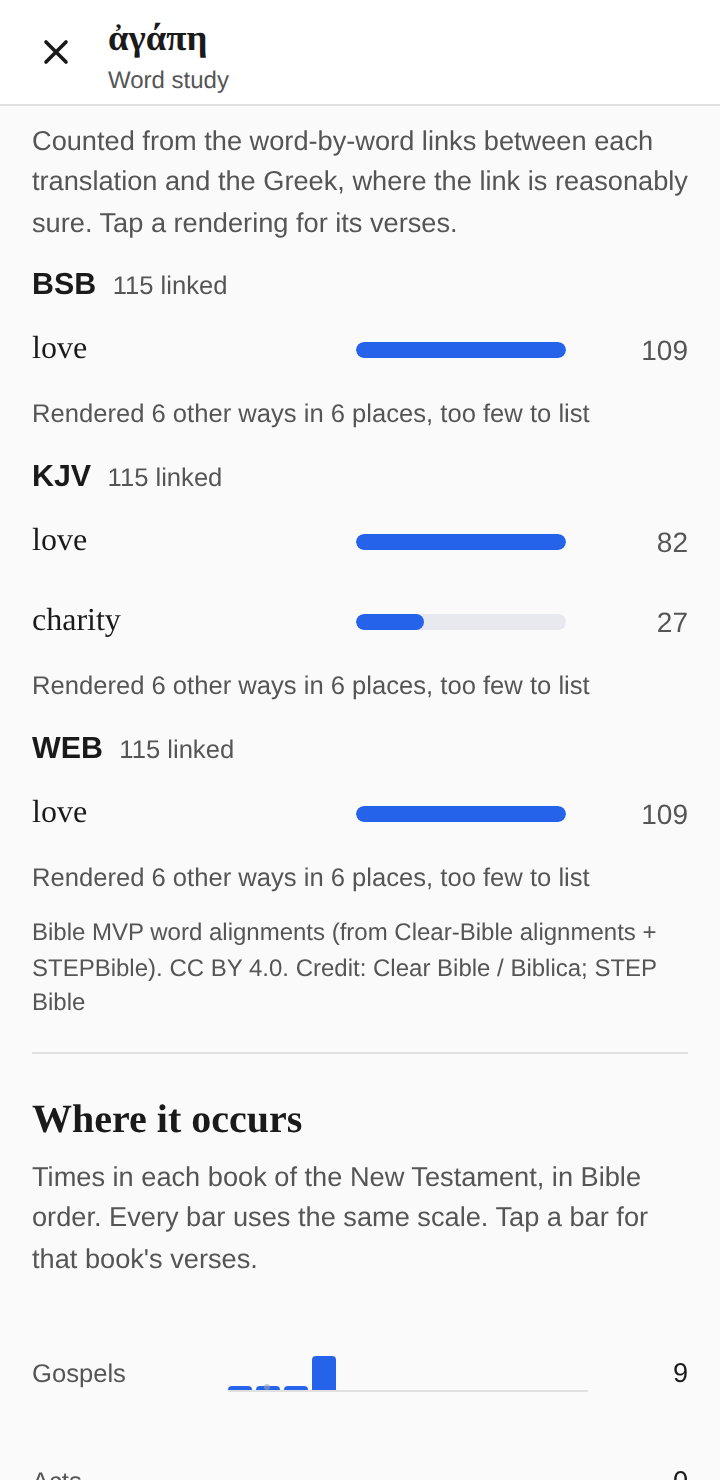 ἀγάπη
Word study
Counted from the word-by-word links between each
translation and the Greek, where the link is reasonably
sure. Tap a rendering for its verses.
BSB 115 linked
love 109
Rendered 6 other ways in 6 places, too few to list
KJV 115 linked
love 82
charity 27
Rendered 6 other ways in 6 places, too few to list
WEB 115 linked
love 109
Rendered 6 other ways in 6 places, too few to list
Bible MVP word alignments (from Clear-Bible alignments +
STEPBible). CC BY 4.0. Credit: Clear Bible / Biblica; STEP
Bible
Where it occurs
Times in each book of the New Testament, in Bible
order. Every bar uses the same scale. Tap a bar for
that book's verses.
Gospels 9
Acts 0